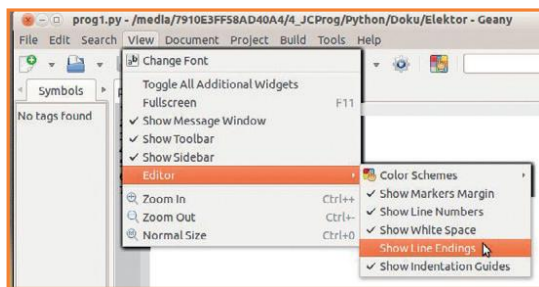 prog1.py - /media/7910E3FF58AD40A4/4_JCProg/Python/Doku/Elektor - Geany
File Edit Search View Document Project Build Tools Help
Symbols
No tags found
Change Font
Toggle All Additional Widgets
Fullscreen F11
✓ Show Message Window
✓ Show Toolbar
✓ Show Sidebar
Editor
Zoom In Ctrl++
Zoom Out Ctrl+-
Normal Size Ctrl+0
Color Schemes
✓ Show Markers Margin
✓ Show Line Numbers
✓ Show White Space
Show Line Endings
✓ Show Indentation Guides